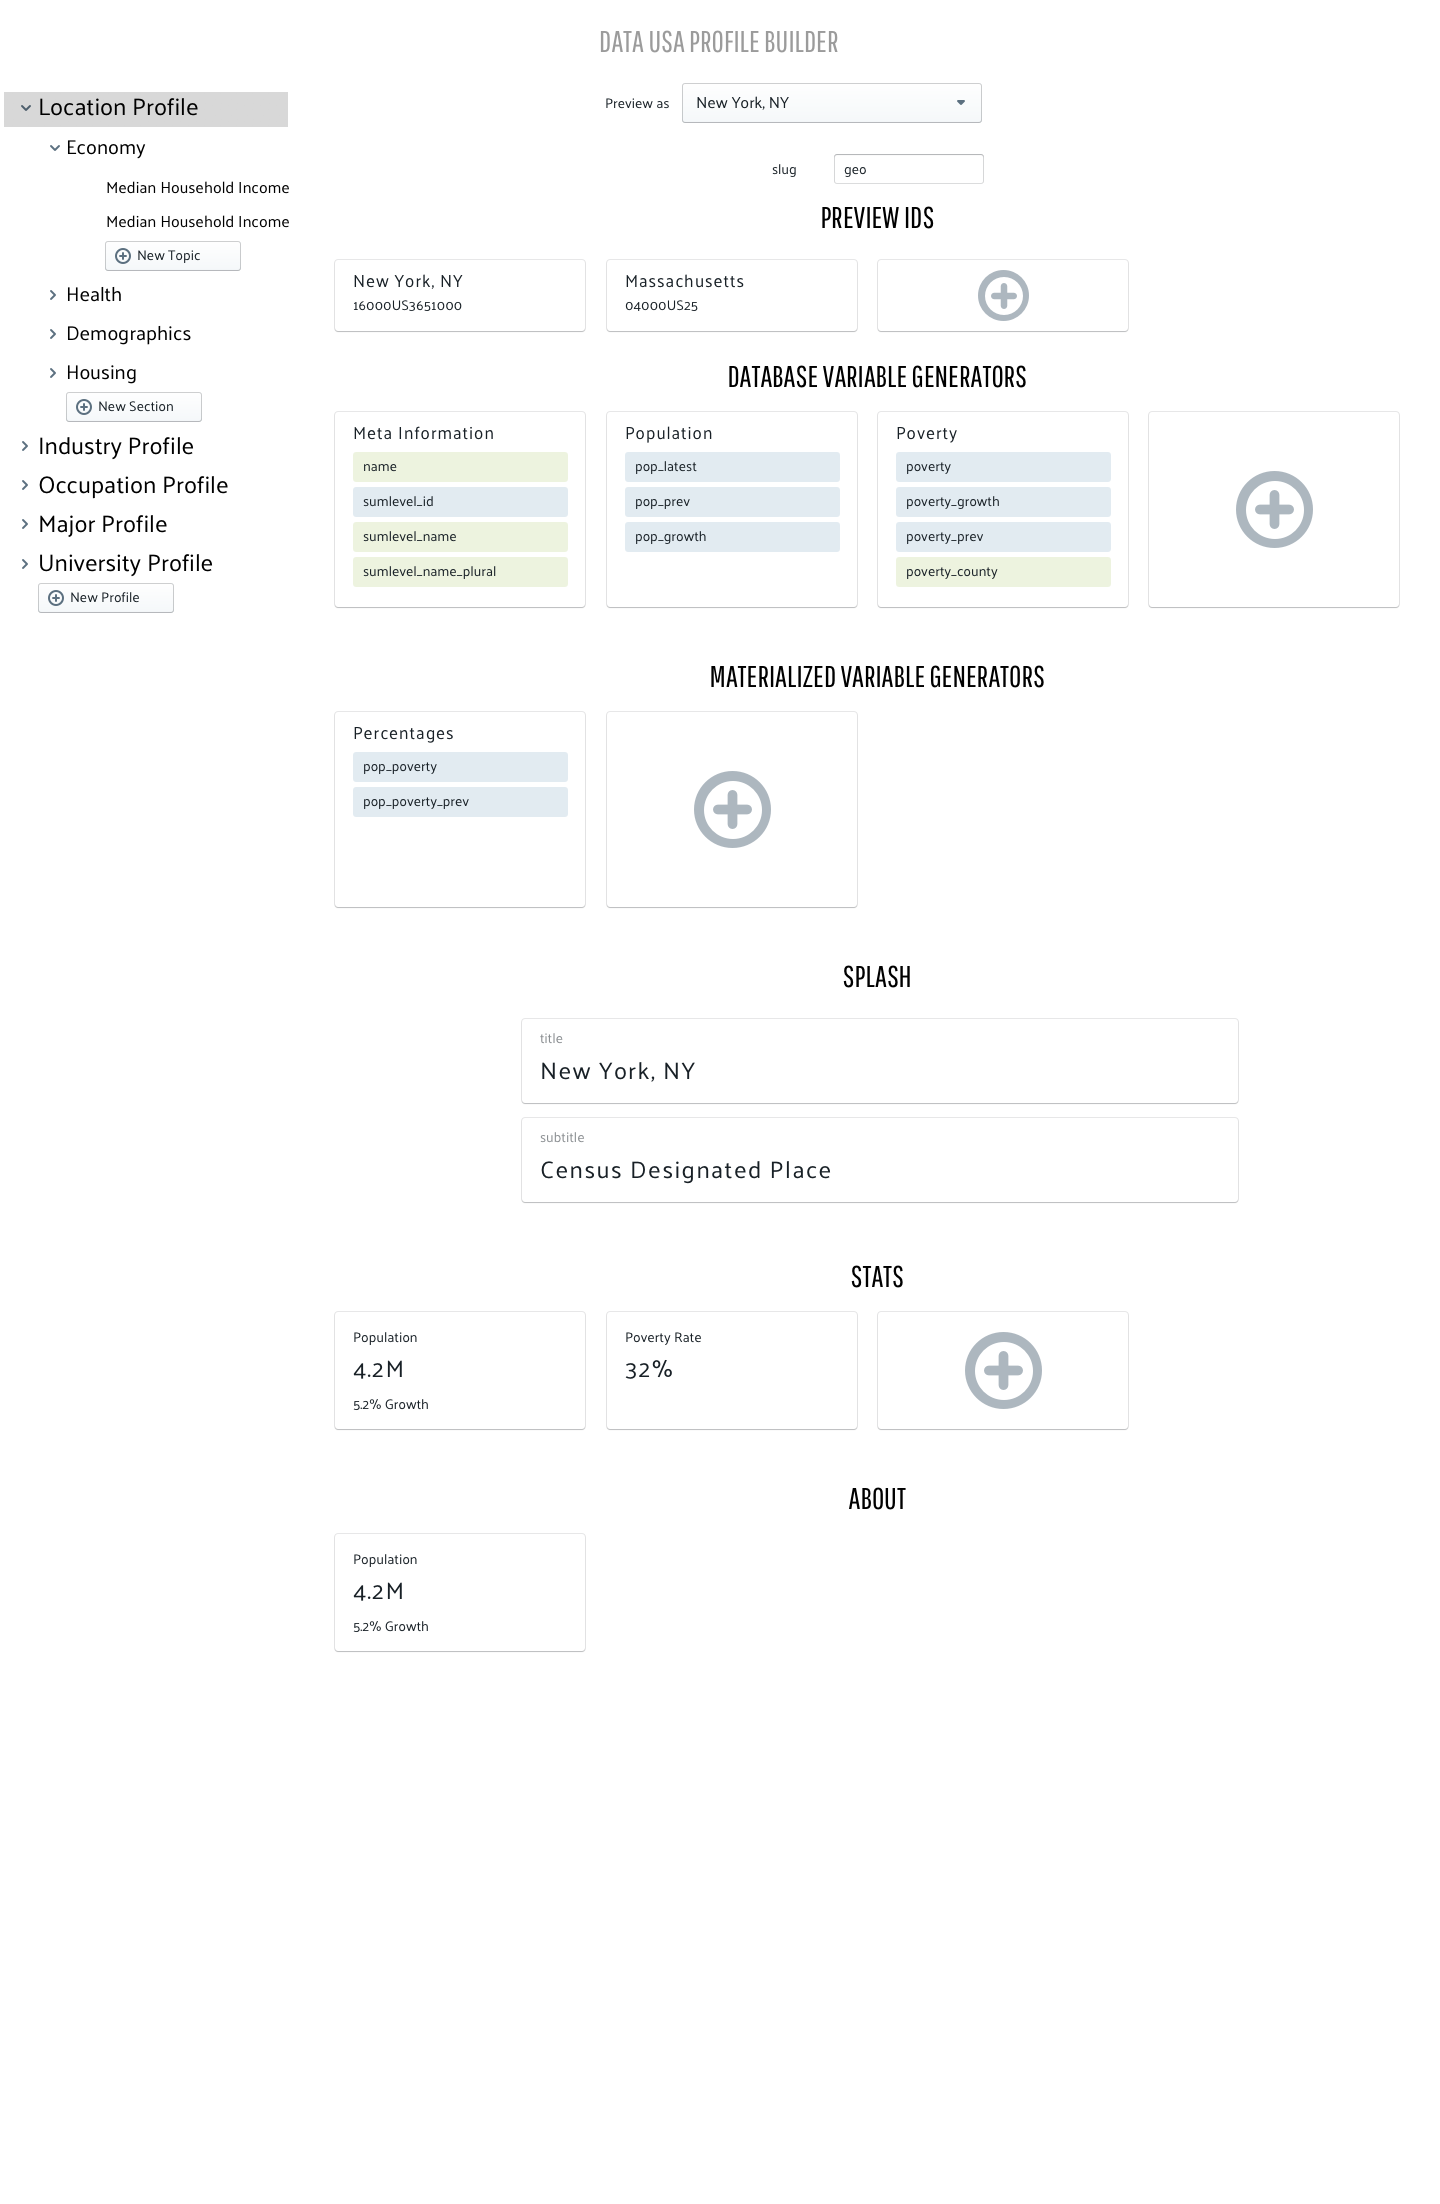 DATA USA PROFILE BUILDER
Preview as
New York, NY
slug
geo
Location Profile
Economy
Median Household Income
Median Household Income
New Topic
Health
Demographics
Housing
New Section
Industry Profile
Occupation Profile
Major Profile
University Profile
New Profile
PREVIEW IDS
New York, NY
16000US3651000
Massachusetts
04000US25
DATABASE VARIABLE GENERATORS
Meta Information
name
sumlevel_id
sumlevel_name
sumlevel_name_plural
Population
pop_latest
pop_prev
pop_growth
Poverty
poverty
poverty_growth
poverty_prev
poverty_county
MATERIALIZED VARIABLE GENERATORS
Percentages
pop_poverty
pop_poverty_prev
SPLASH
title
New York, NY
subtitle
Census Designated Place
STATS
Population
4.2M
5.2% Growth
Poverty Rate
32%
ABOUT
Population
4.2M
5.2% Growth